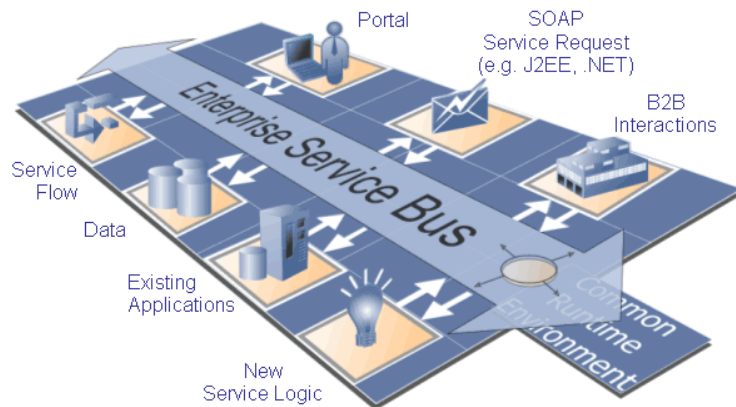 Portal
SOAP
Service Request
(e.g. J2EE, .NET)
B2B
Interactions
Enterprise Service Bus
Service
Flow
Data
Existing
Applications
New
Service Logic
Common
Runtime
Environment